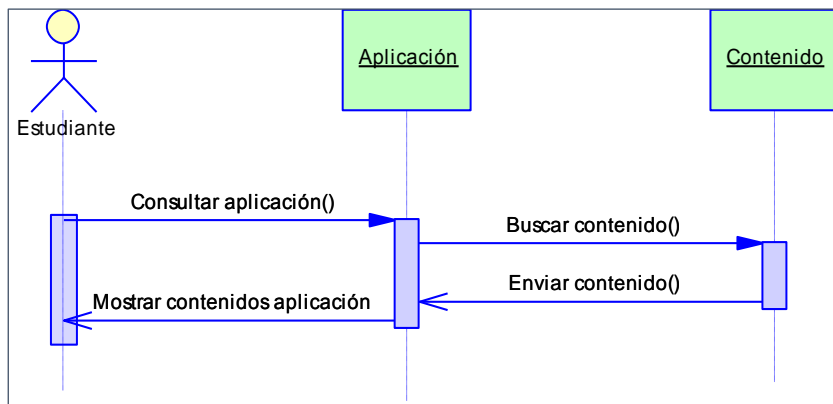 Aplicación
Contenido
Estudiante
Consultar aplicación()
Buscar contenido()
Enviar contenido()
Mostrar contenidos aplicación